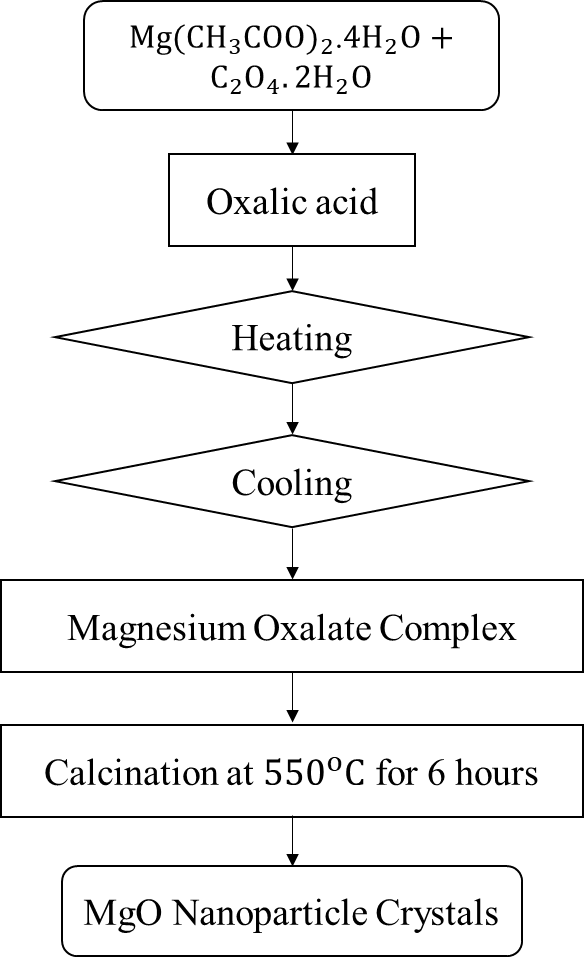 Mg(CH₃COO)₂.4H₂O +
C₂O₄. 2H₂O
Oxalic acid
Heating
Cooling
Magnesium Oxalate Complex
Calcination at 550⁰C for 6 hours
MgO Nanoparticle Crystals